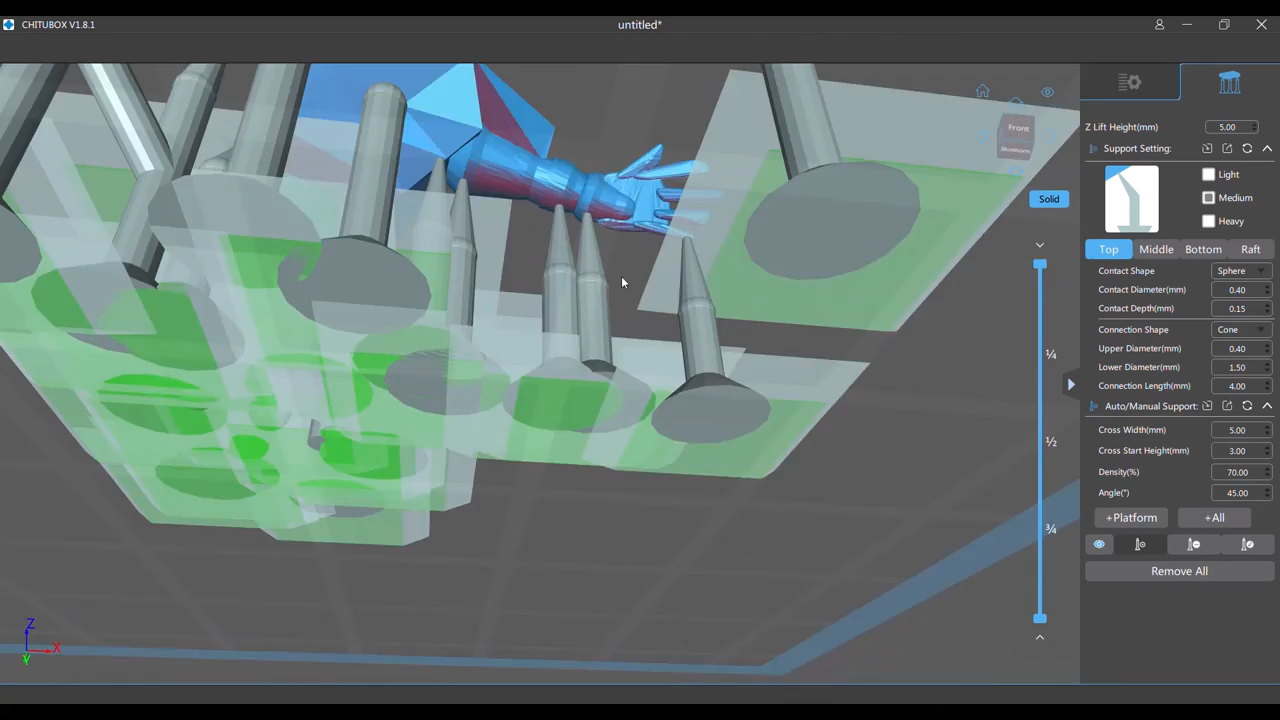 CHITUBOX V1.8.1
untitled*
Z Lift Height(mm) 5.00
Support Setting:
Light
Medium
Heavy
Top Middle Bottom Raft
Contact Shape Sphere
Contact Diameter(mm) 0.40
Contact Depth(mm) 0.15
Connection Shape Cone
Upper Diameter(mm) 0.40
Lower Diameter(mm) 1.50
Connection Length(mm) 4.00
Auto/Manual Support:
Cross Width(mm) 5.00
Cross Start Height(mm) 3.00
Density(%) 70.00
Angle(°) 45.00
+Platform +All
Remove All
Front
Bottom
Solid
¼
½
¾
Z
X
Y